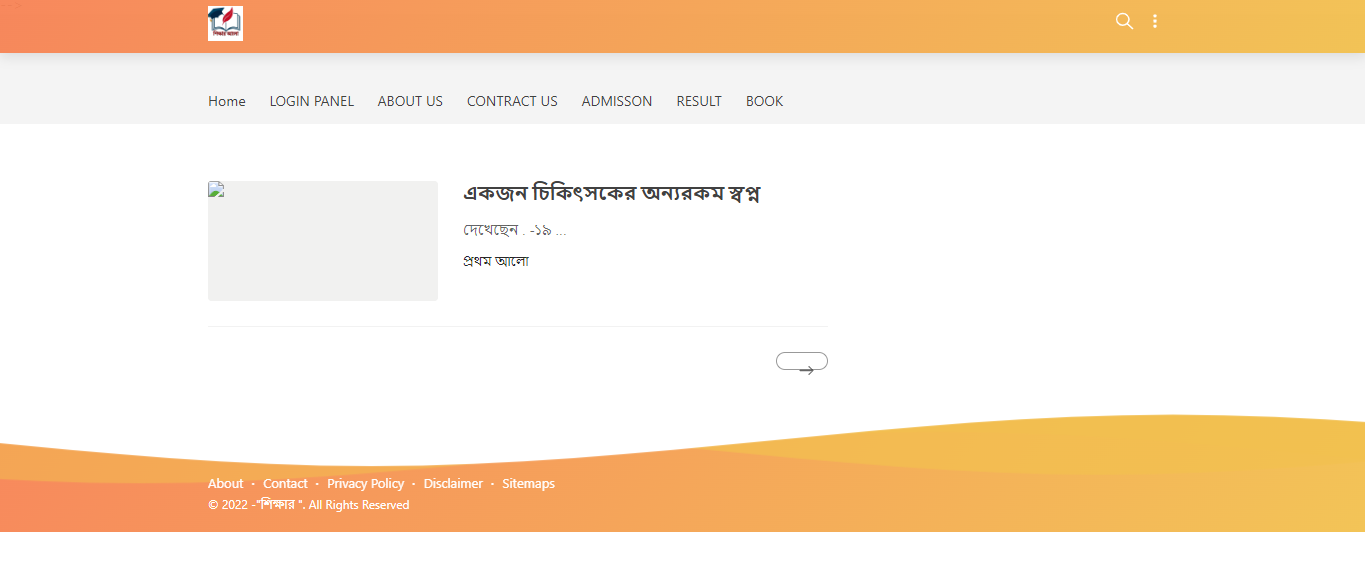 শিক্ষার আলো
Home LOGIN PANEL ABOUT US CONTRACT US ADMISSON RESULT BOOK
একজন চিকিৎসকের অন্যরকম স্বপ্ন
দেখেছেন . -১৯ ...
প্রথম আলো
About · Contact · Privacy Policy · Disclaimer · Sitemaps
© 2022 -"শিক্ষার ". All Rights Reserved